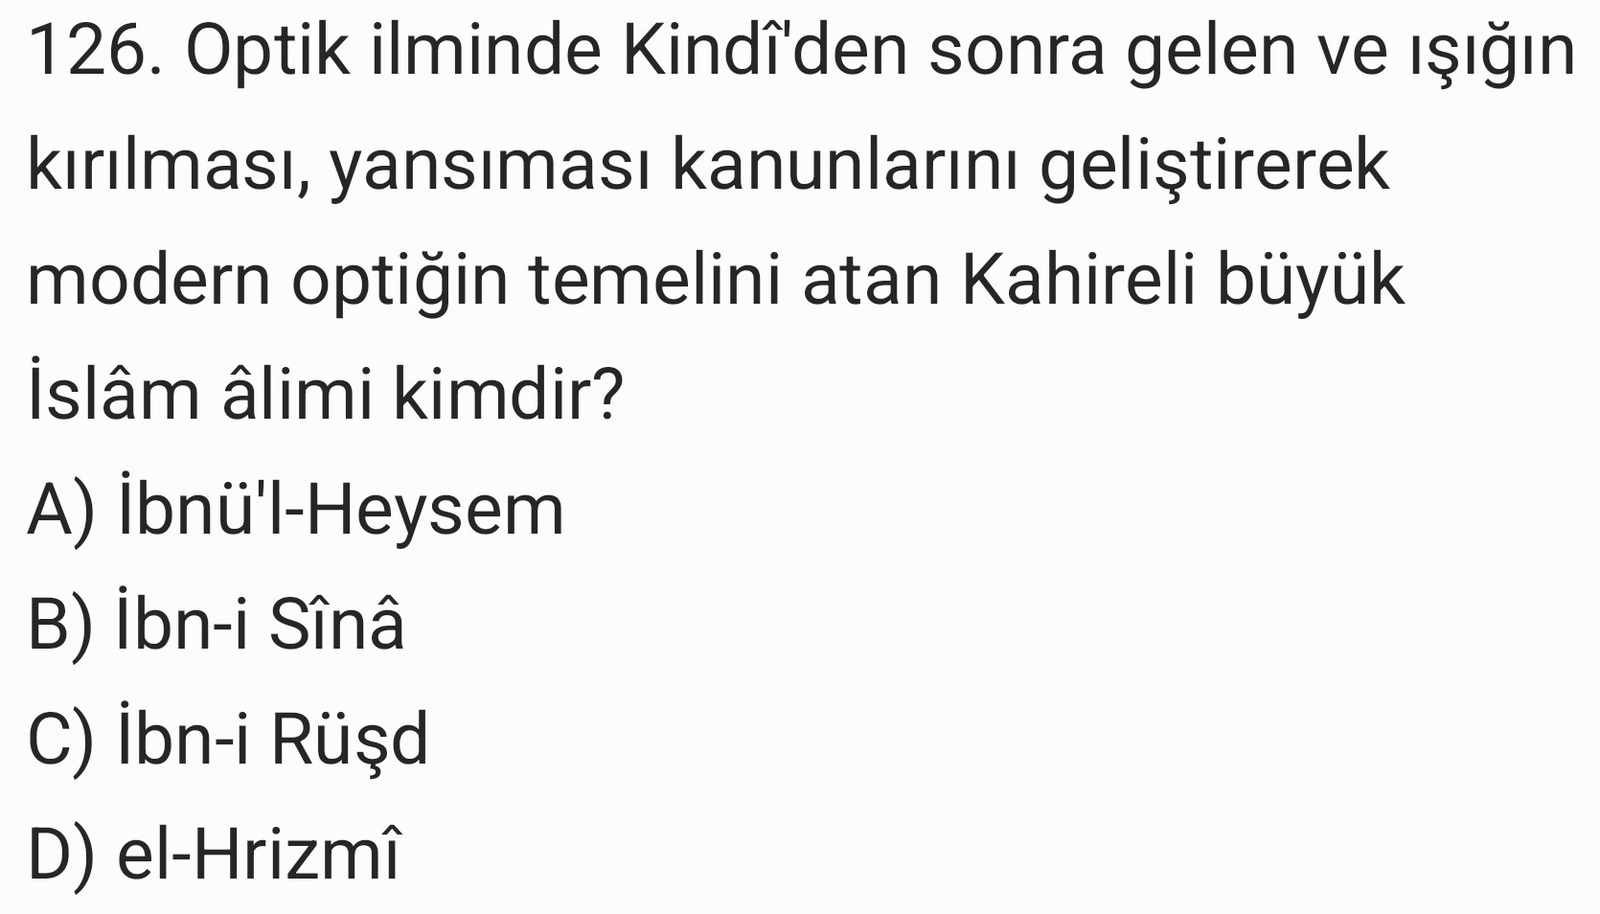 126. Optik ilminde Kindî'den sonra gelen ve ışığın
kırılması, yansıması kanunlarını geliştirerek
modern optiğin temelini atan Kahireli büyük
İslâm âlimi kimdir?
A) İbnü'l-Heysem
B) İbn-i Sînâ
C) İbn-i Rüşd
D) el-Hrizmî